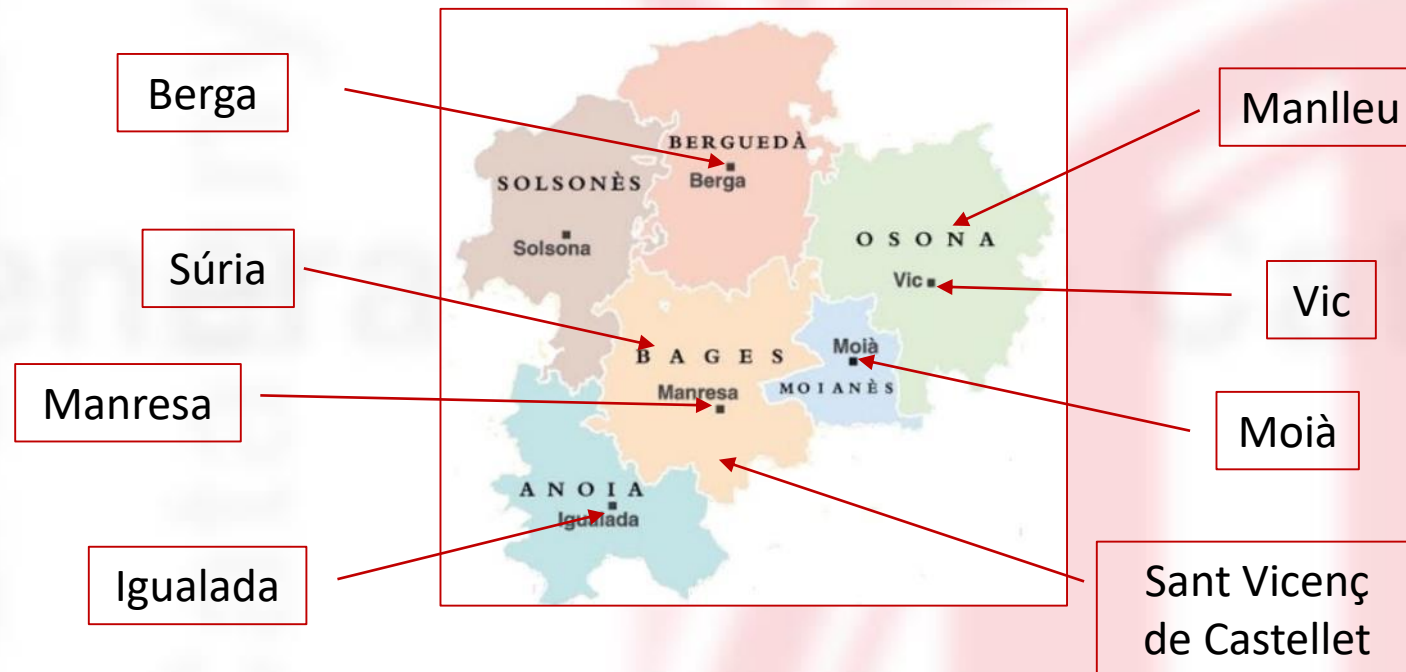 Berga
Súria
Manresa
Igualada
BERGUEDÀ
Berga
SOLSONÈS
Solsona
OSONA
Vic
BAGES
Manresa
Moià
MOIANÈS
ANOIA
Igualada
Manlleu
Vic
Moià
Sant Vicenç
de Castellet